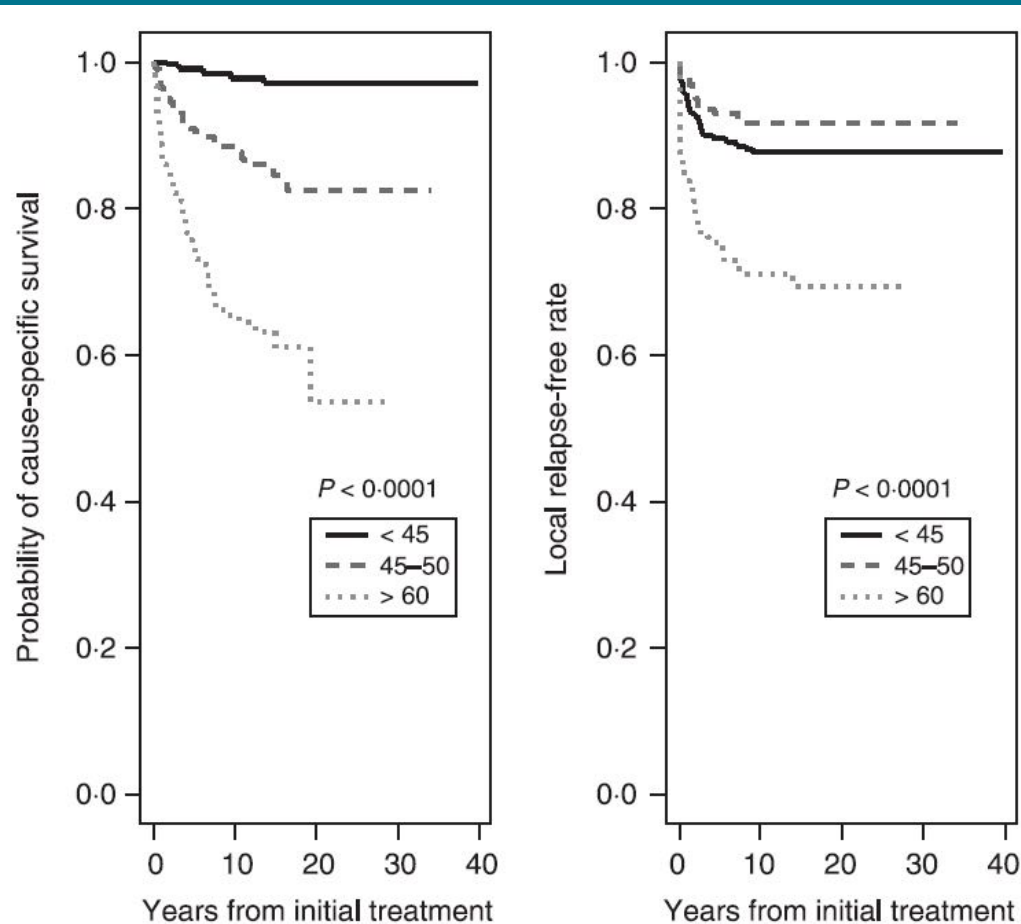 Probability of cause-specific survival
1·0
0·8
0·6
0·4
0·2
0·0
P < 0·0001
< 45
45–50
> 60
0 10 20 30 40
Years from initial treatment
Local relapse-free rate
1·0
0·8
0·6
0·4
0·2
0·0
P < 0·0001
< 45
45–50
> 60
0 10 20 30 40
Years from initial treatment